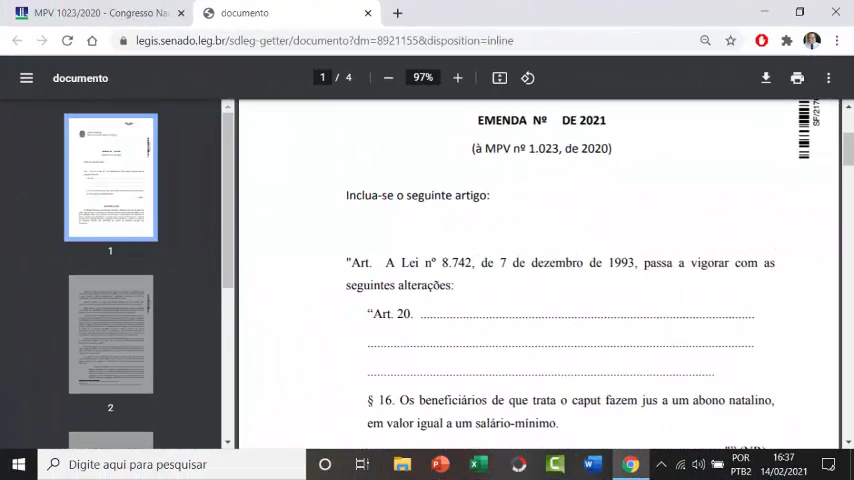 MPV 1023/2020 - Congresso Na
documento
legis.senado.leg.br/sdleg-getter/documento?dm=8921155&disposition=inline
documento
1 / 4
97%
EMENDA Nº DE 2021
(à MPV nº 1.023, de 2020)
Inclua-se o seguinte artigo:
"Art. A Lei nº 8.742, de 7 de dezembro de 1993, passa a vigorar com as
seguintes alterações:
“Art. 20. ........................................................................................................
........................................................................................................................
................................................................................................................
§ 16. Os beneficiários de que trata o caput fazem jus a um abono natalino,
em valor igual a um salário-mínimo.
1
2
Digite aqui para pesquisar
POR
PTB2
16:37
14/02/2021